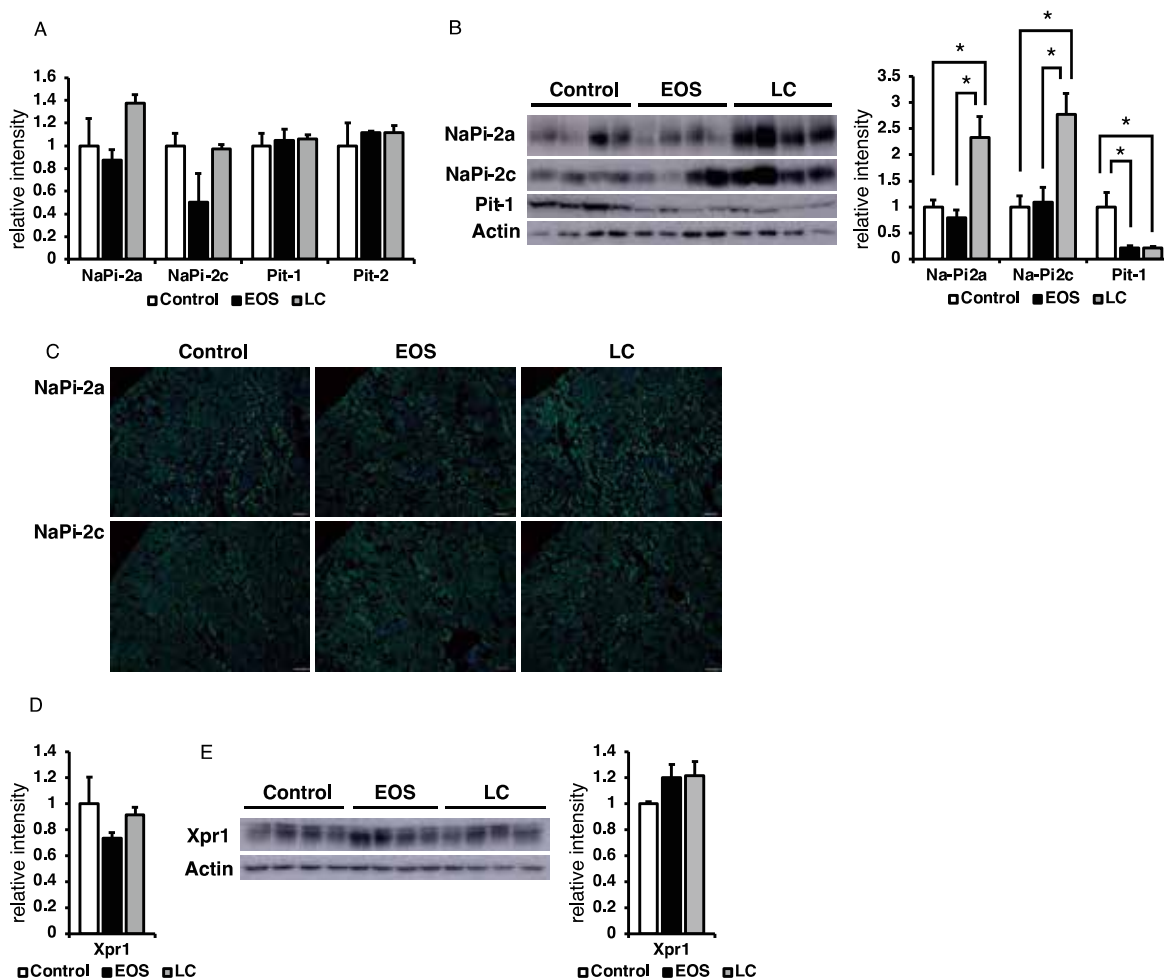 A
relative intensity
1.6
1.4
1.2
1
0.8
0.6
0.4
0.2
0
NaPi-2a NaPi-2c Pit-1 Pit-2
Control EOS LC
B
Control EOS LC
NaPi-2a
NaPi-2c
Pit-1
Actin
relative intensity
3.5
3
2.5
2
1.5
1
0.5
0
* * * * * *
Na-Pi2a Na-Pi2c Pit-1
Control EOS LC
C
Control EOS LC
NaPi-2a
NaPi-2c
D
relative intensity
1.4
1.2
1
0.8
0.6
0.4
0.2
0
Xpr1
Control EOS LC
E
Control EOS LC
Xpr1
Actin
relative intensity
1.4
1.2
1
0.8
0.6
0.4
0.2
0
Xpr1
Control EOS LC